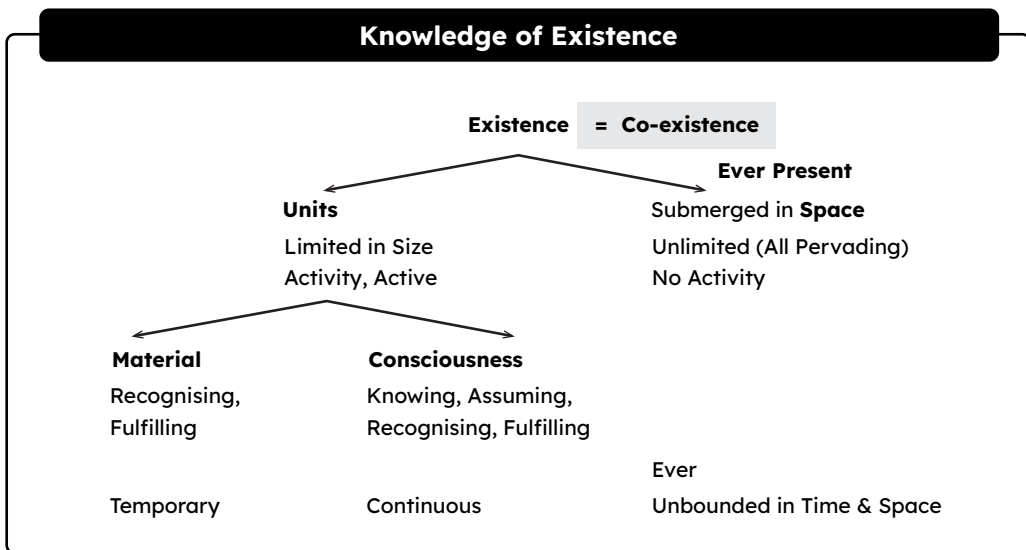 Knowledge of Existence
Existence = Co-existence
Ever Present
Units
Submerged in Space
Limited in Size
Unlimited (All Pervading)
Activity, Active
No Activity
Material
Consciousness
Recognising,
Knowing, Assuming,
Fulfilling
Recognising, Fulfilling
Ever
Temporary
Continuous
Unbounded in Time & Space